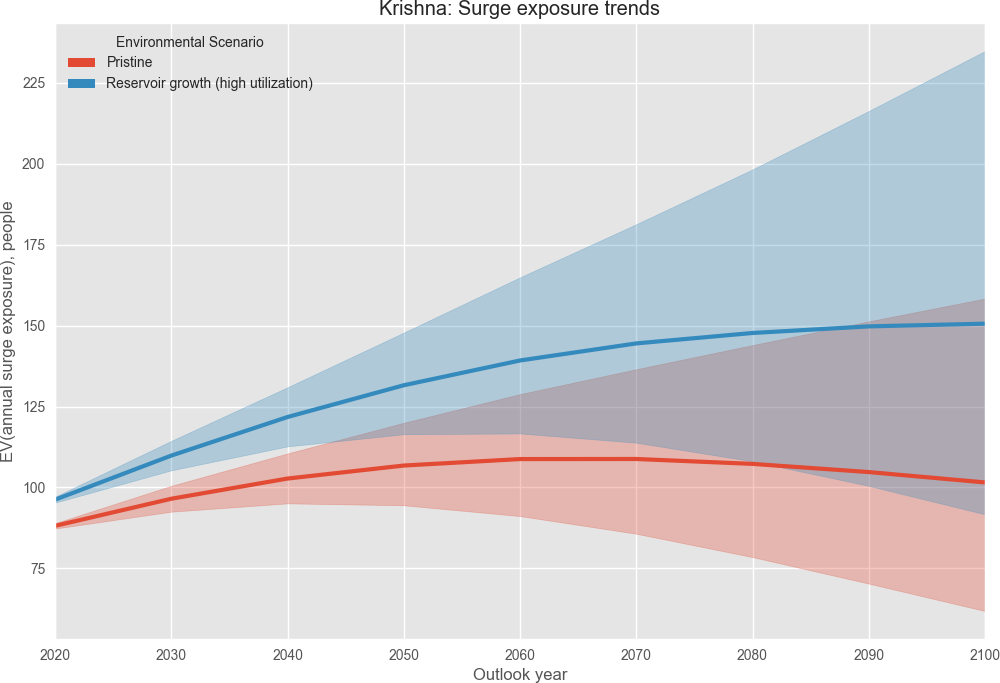 Krishna: Surge exposure trends
Environmental Scenario
Pristine
Reservoir growth (high utilization)
EV(annual surge exposure), people
225
200
175
150
125
100
75
2020 2030 2040 2050 2060 2070 2080 2090 2100
Outlook year